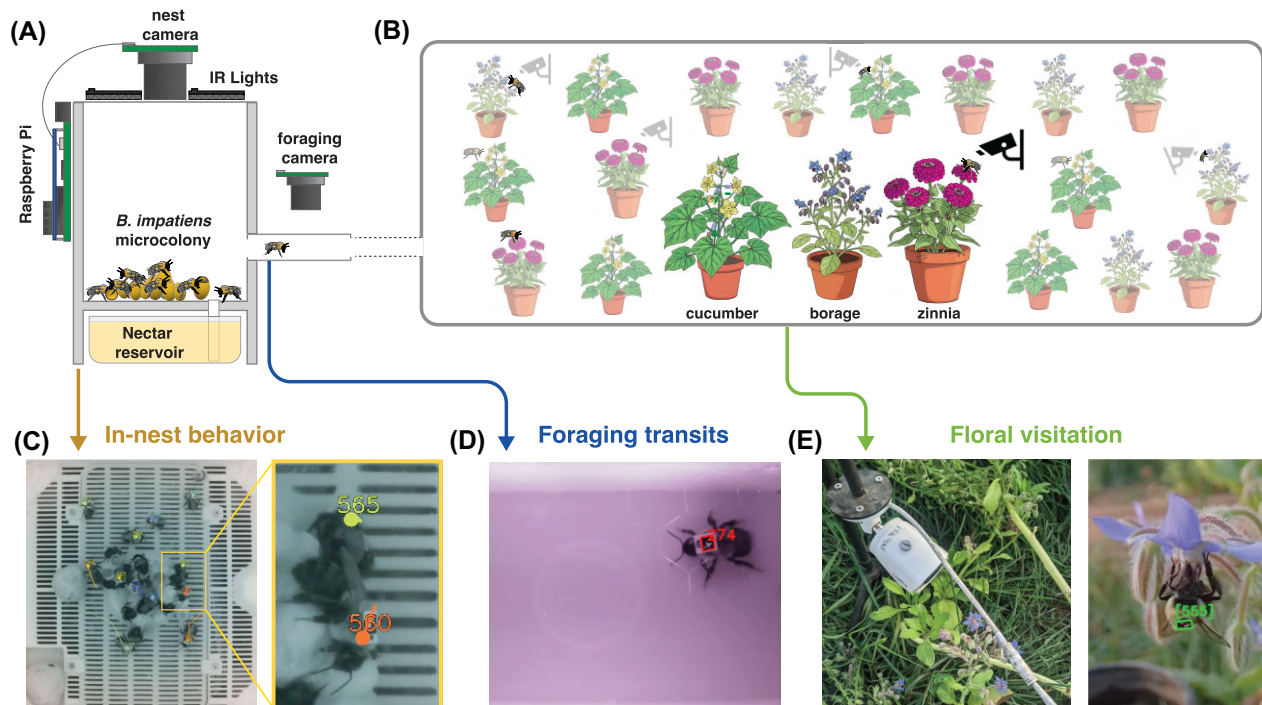 (A)
nest
camera
IR Lights
Raspberry Pi
foraging
camera
B. impatiens
microcolony
Nectar
reservoir
(B)
cucumber
borage
zinnia
(C)
In-nest behavior
565
560
(D)
Foraging transits
274
(E)
Floral visitation
[555]